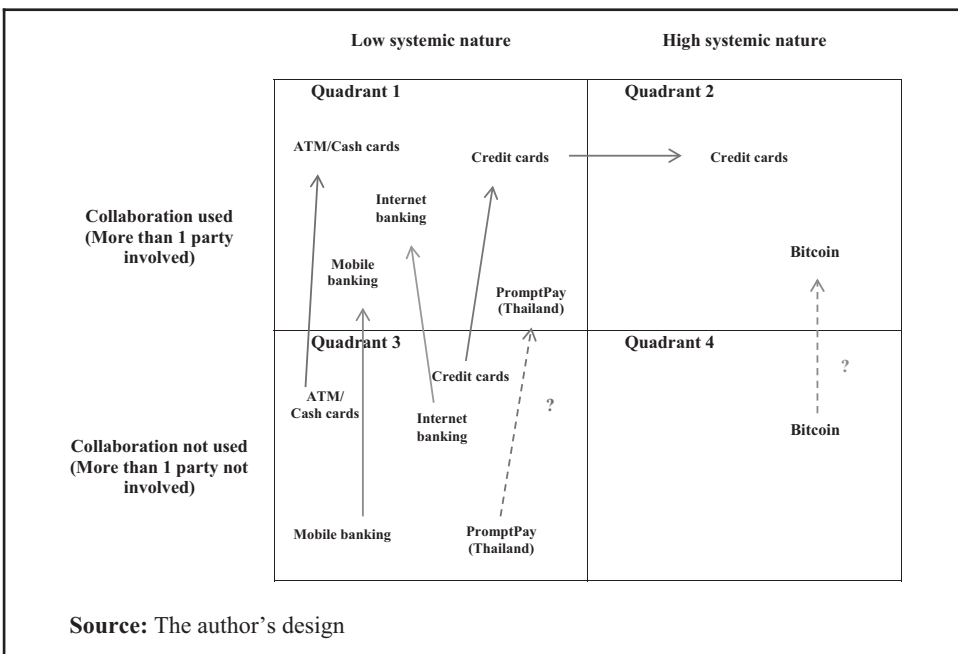 Low systemic nature
High systemic nature
Quadrant 1
Quadrant 2
ATM/Cash cards
Credit cards
Credit cards
Internet
banking
Collaboration used
(More than 1 party
involved)
Mobile
banking
Bitcoin
PromptPay
(Thailand)
Quadrant 3
Quadrant 4
Credit cards
?
ATM/
Cash cards
?
Internet
banking
Bitcoin
Collaboration not used
(More than 1 party not
involved)
Mobile banking
PromptPay
(Thailand)
Source: The author's design